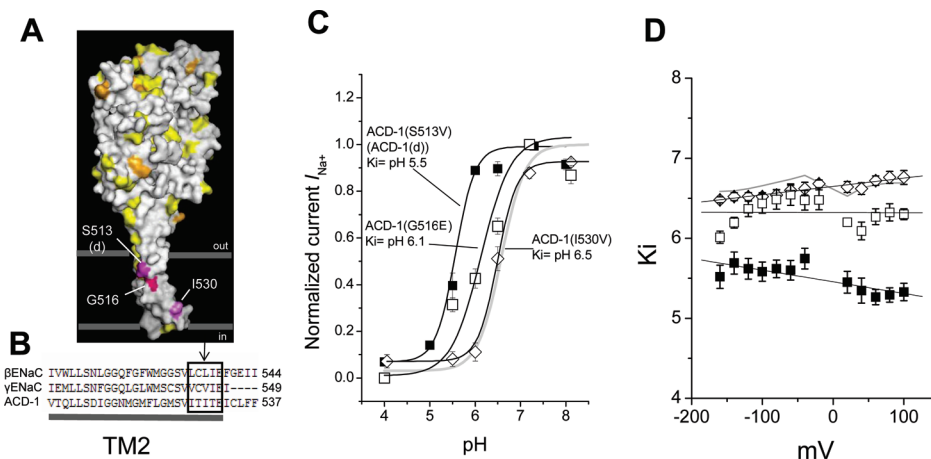 A
S513
(d)
G516
I530
out
in
B
βENaC IVWLLSNLGGQFGFWMGGSVLCLIEFGEII 544
γENaC IEMLLSNFGGQLGLWMSCSVVCVIEI---- 549
ACD-1 VTQLLSDIGGNMGMFLGMSVITITEICLFF 537
TM2
C
Normalized current I Na+
1.2
1.0
0.8
0.6
0.4
0.2
0.0
ACD-1(S513V)
(ACD-1(d))
Ki= pH 5.5
ACD-1(G516E)
Ki= pH 6.1
ACD-1(I530V)
Ki= pH 6.5
4 5 6 7 8
pH
D
Ki
8
7
6
5
4
-200 -100 0 100
mV